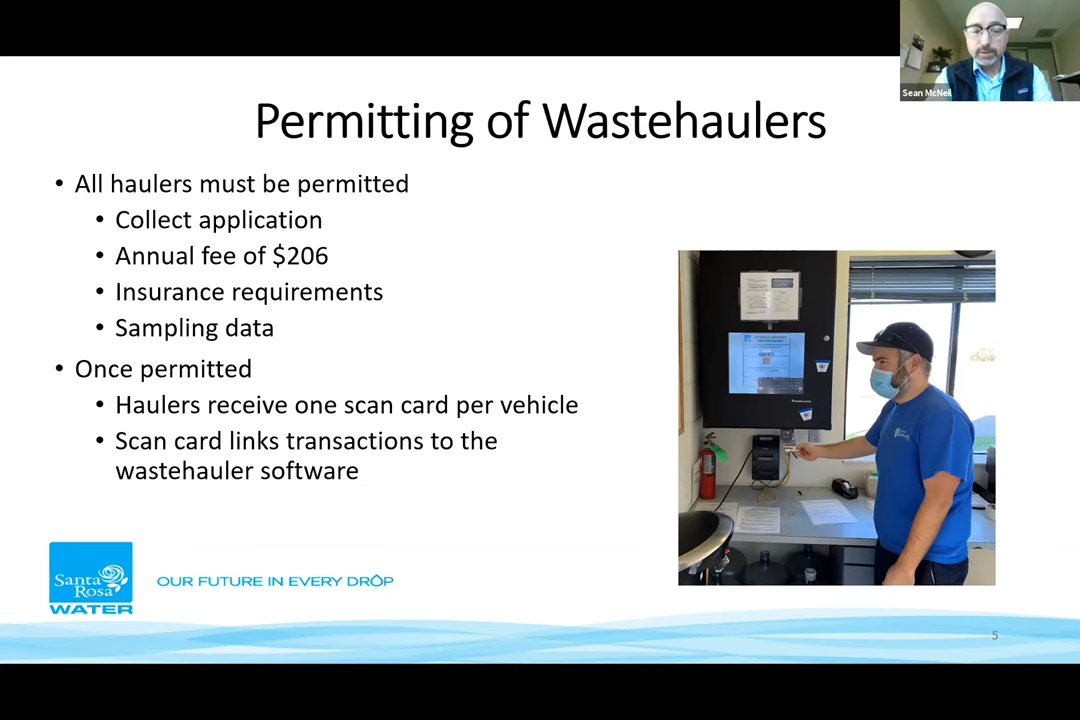 Sean McNeil
Permitting of Wastehaulers
• All haulers must be permitted
• Collect application
• Annual fee of $206
• Insurance requirements
• Sampling data
• Once permitted
• Haulers receive one scan card per vehicle
• Scan card links transactions to the
wastehauler software
Santa
Rosa
WATER
OUR FUTURE IN EVERY DROP
5